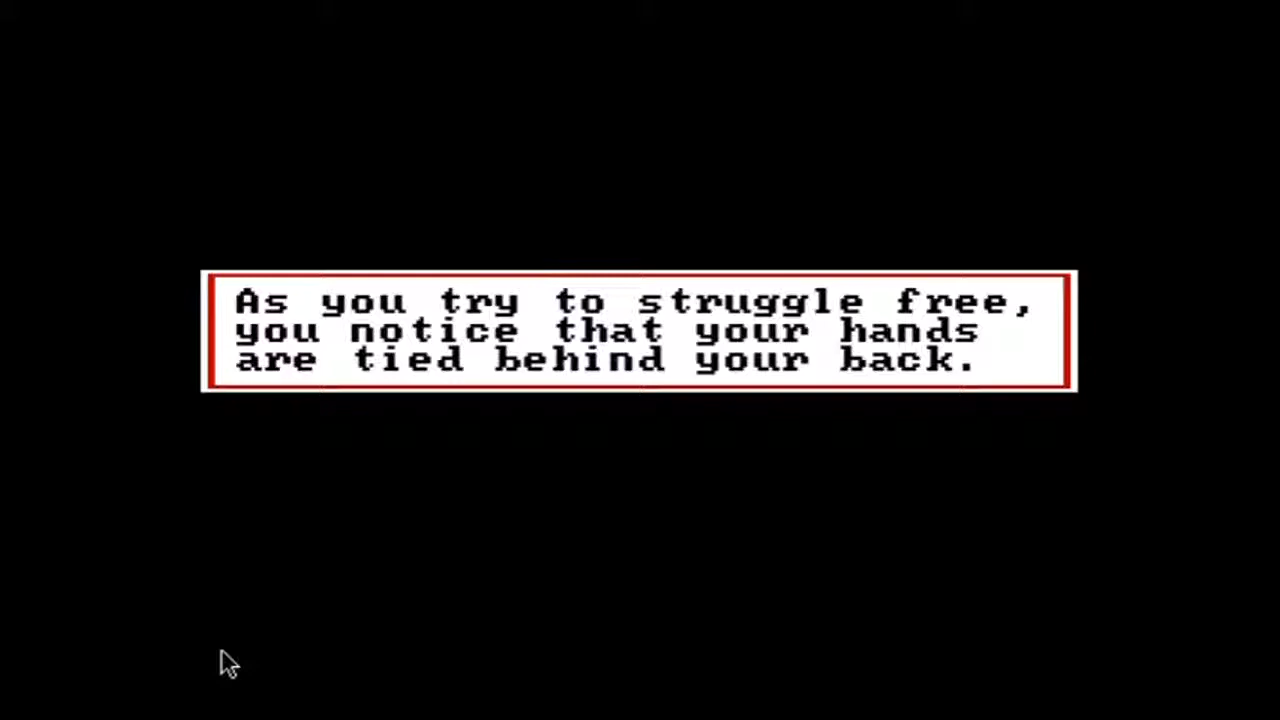 As you try to struggle free,
you notice that your hands
are tied behind your back.